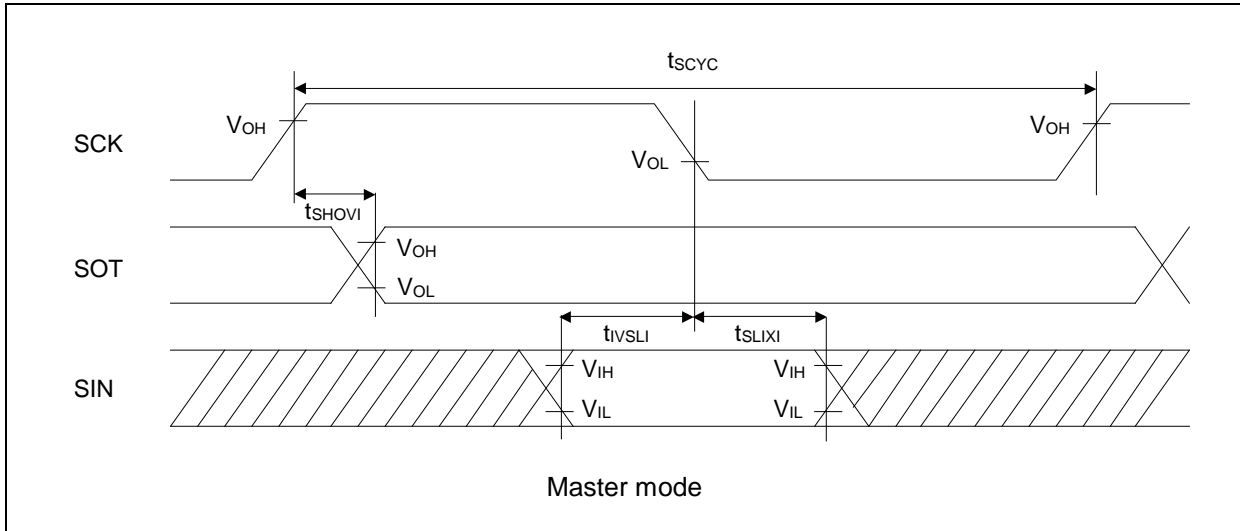 tSCYC
SCK
VOH
VOL
VOH
tSHOVI
SOT
VOH
VOL
tIVSLI
tSLIXI
SIN
VIH
VIL
VIH
VIL
Master mode